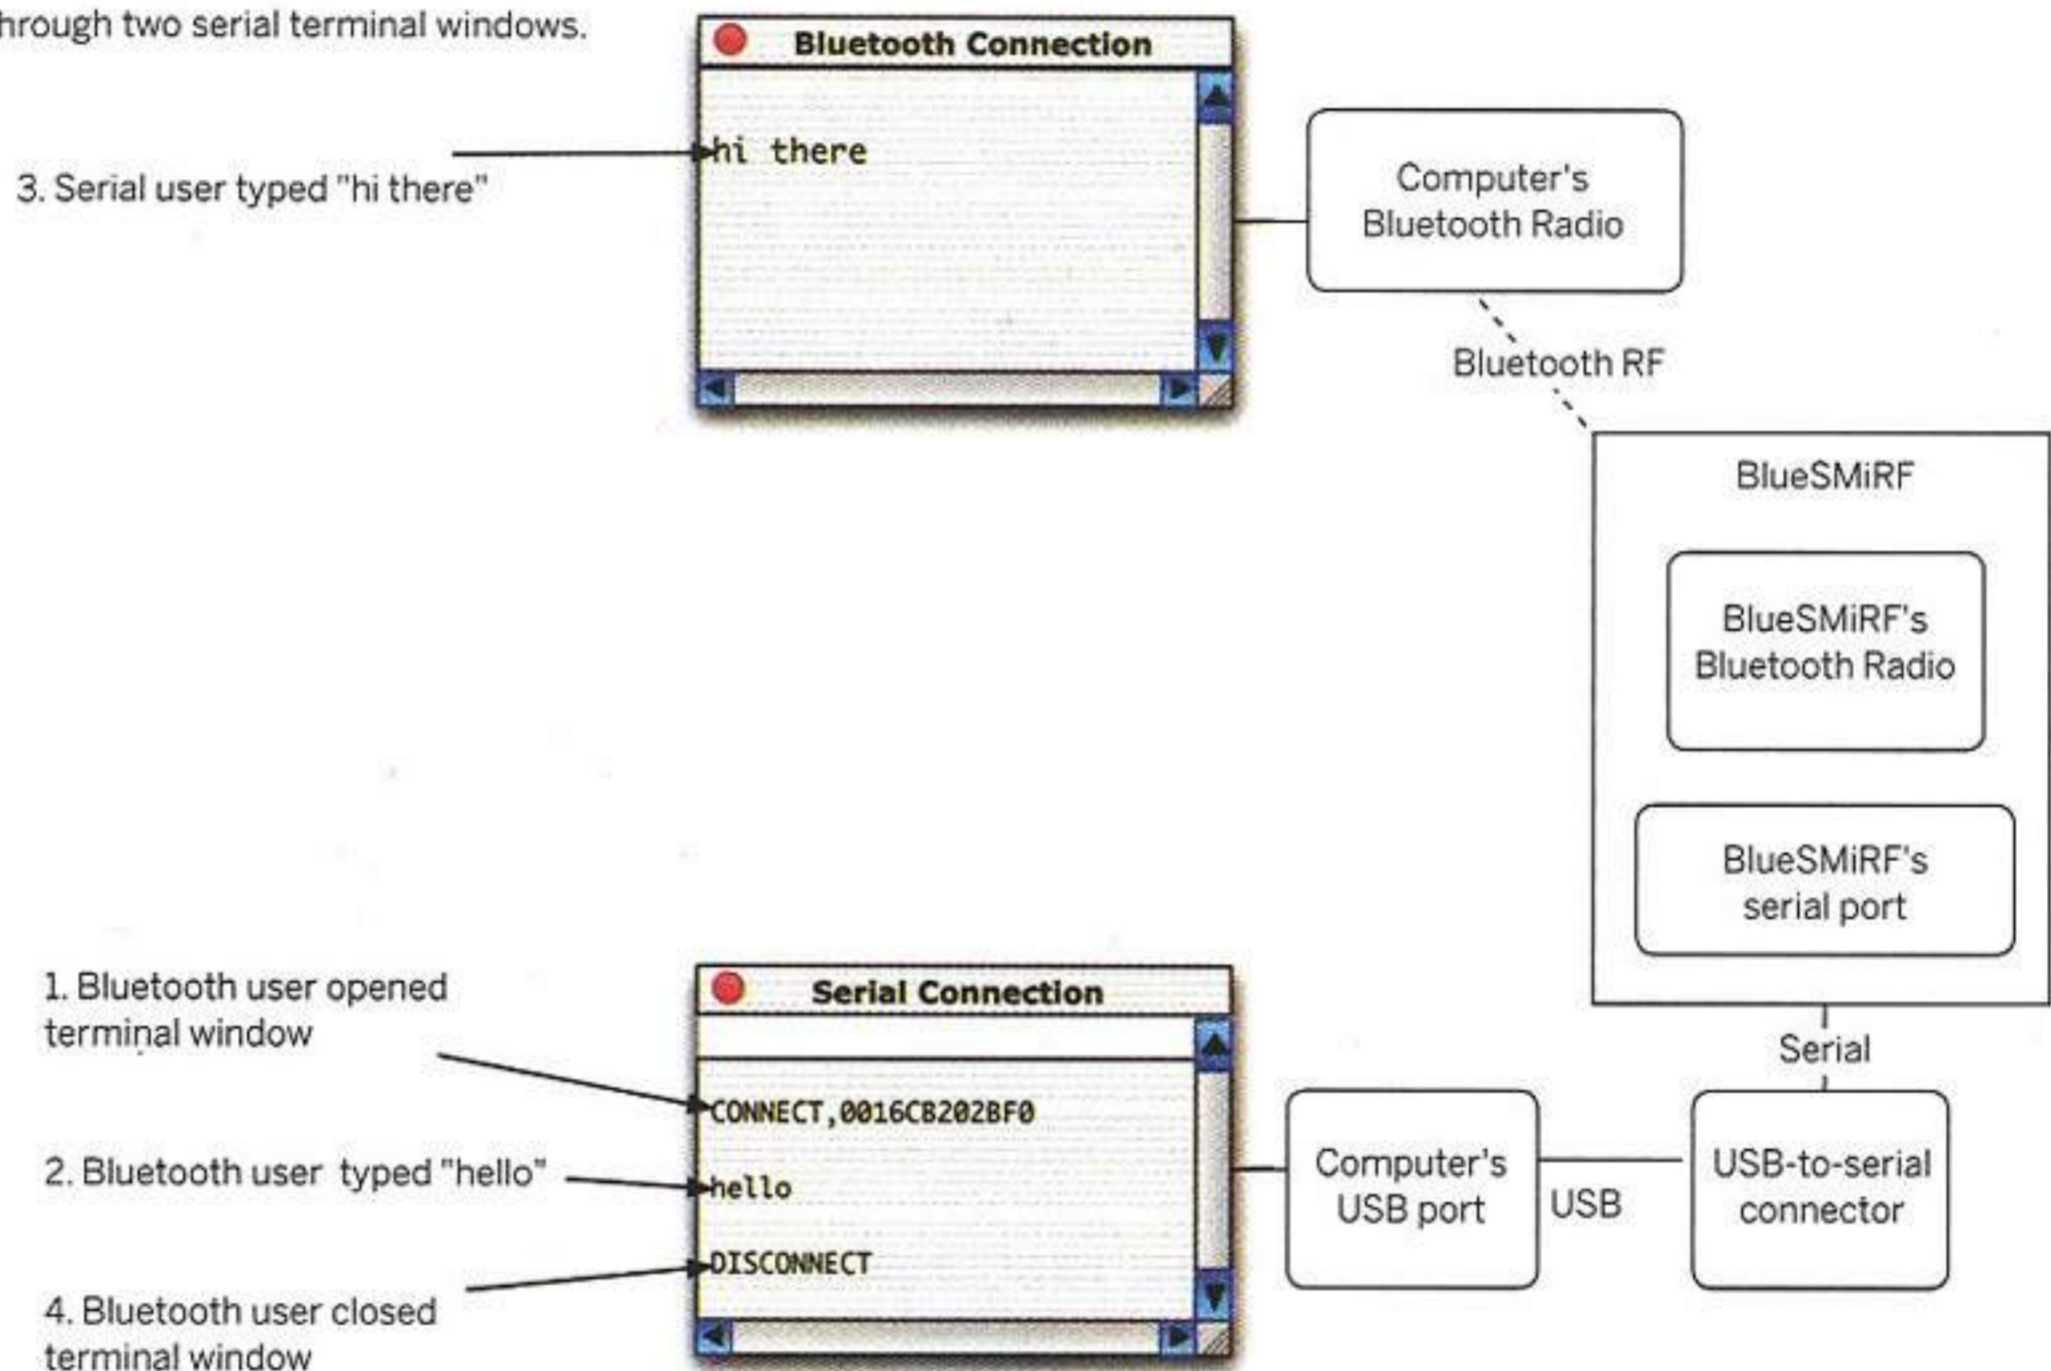 through two serial terminal windows.
Bluetooth Connection
hi there
3. Serial user typed "hi there"
Computer's
Bluetooth Radio
Bluetooth RF
BlueSMiRF
BlueSMiRF's
Bluetooth Radio
BlueSMiRF's
serial port
Serial
1. Bluetooth user opened
terminal window
2. Bluetooth user typed "hello"
4. Bluetooth user closed
terminal window
Serial Connection
CONNECT,0016CB202BF0
hello
DISCONNECT
Computer's
USB port
USB
USB-to-serial
connector